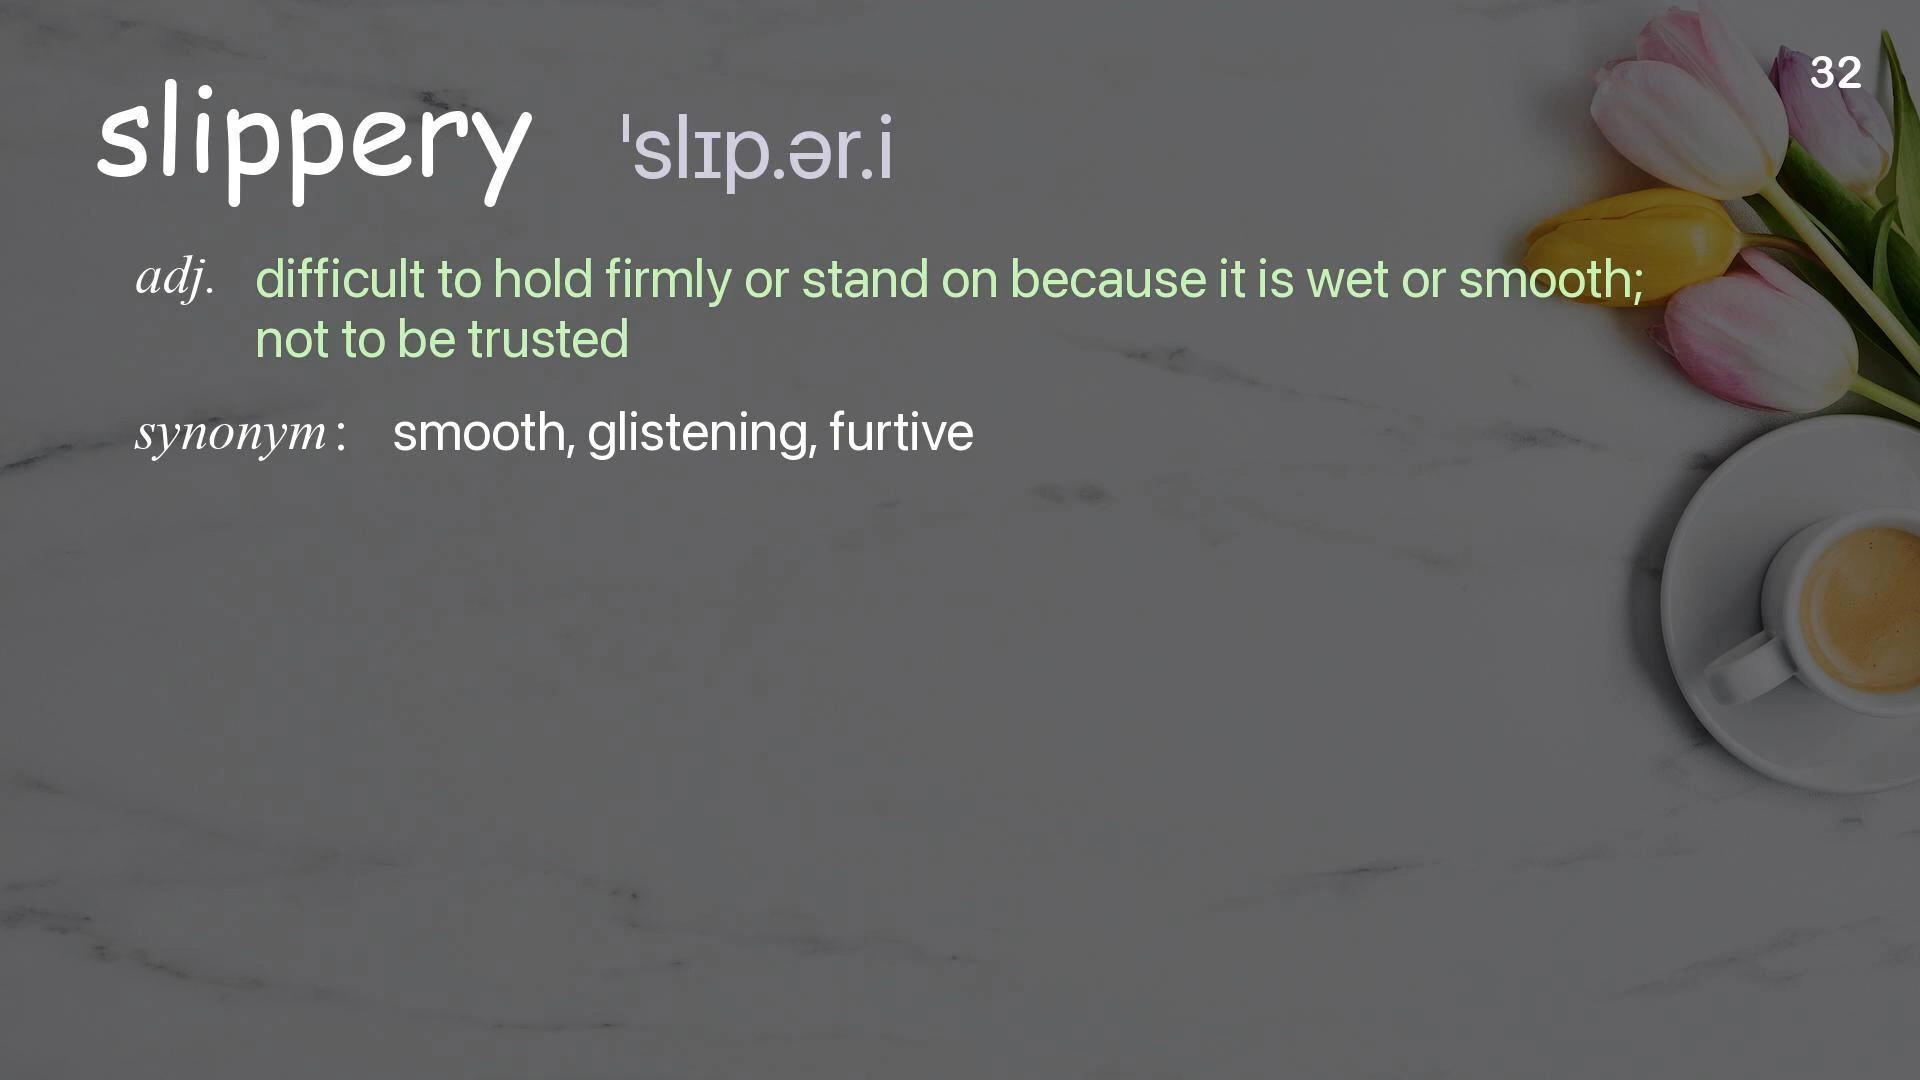 32
slippery ˈslɪp.ər.i
adj. difficult to hold firmly or stand on because it is wet or smooth;
not to be trusted
synonym: smooth, glistening, furtive